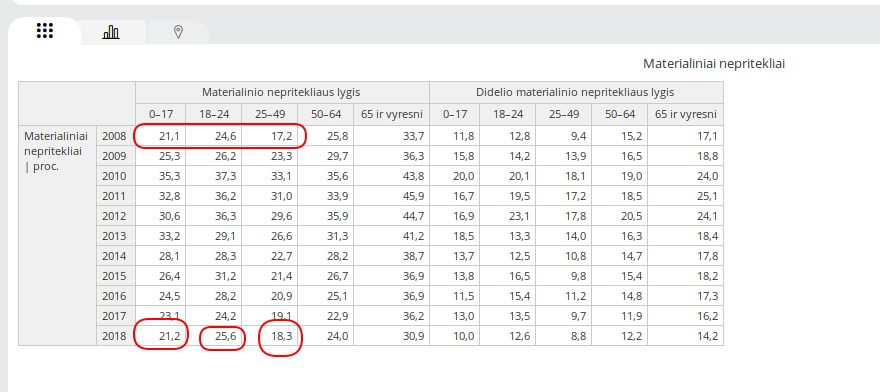 Materialiniai nepritekliai
Materialinio nepritekliaus lygis Didelio materialinio nepritekliaus lygis
0–17 18–24 25–49 50–64 65 ir vyresni 0–17 18–24 25–49 50–64 65 ir vyresni
Materialiniai nepritekliai | proc.
2008 21,1 24,6 17,2 25,8 33,7 11,8 12,8 9,4 15,2 17,1
2009 25,3 26,2 23,3 29,7 36,3 15,8 14,2 13,9 16,5 18,8
2010 35,3 37,3 33,1 35,6 43,8 20,0 20,1 18,1 19,0 24,0
2011 32,8 36,2 31,0 33,9 45,9 16,7 19,5 17,2 18,5 25,1
2012 30,6 36,3 29,6 35,9 44,7 16,9 23,1 17,8 20,5 24,1
2013 33,2 29,1 26,6 31,3 41,2 18,5 13,3 14,0 16,3 18,4
2014 28,1 28,3 22,7 28,2 38,7 13,7 12,5 10,8 14,7 17,8
2015 26,4 31,2 21,4 26,7 36,9 13,8 16,5 9,8 15,4 18,2
2016 24,5 28,2 20,9 25,1 36,9 11,5 15,4 11,2 14,8 17,3
2017 23,1 24,2 19,1 22,9 36,2 13,0 13,5 9,7 11,9 16,2
2018 21,2 25,6 18,3 24,0 30,9 10,0 12,6 8,8 12,2 14,2